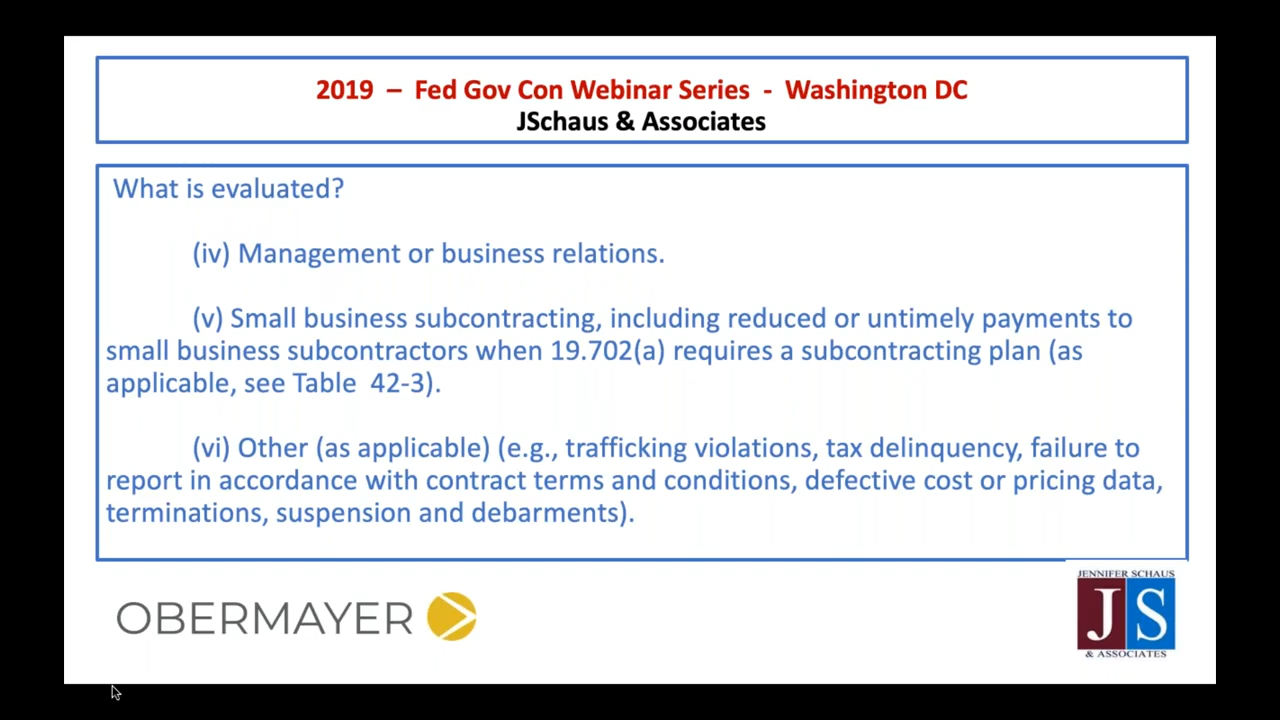 2019 – Fed Gov Con Webinar Series - Washington DC
JSchaus & Associates
What is evaluated?
(iv) Management or business relations.
(v) Small business subcontracting, including reduced or untimely payments to
small business subcontractors when 19.702(a) requires a subcontracting plan (as
applicable, see Table 42-3).
(vi) Other (as applicable) (e.g., trafficking violations, tax delinquency, failure to
report in accordance with contract terms and conditions, defective cost or pricing data,
terminations, suspension and debarments).
OBERMAYER
JENNIFER SCHAUS
JS
& ASSOCIATES